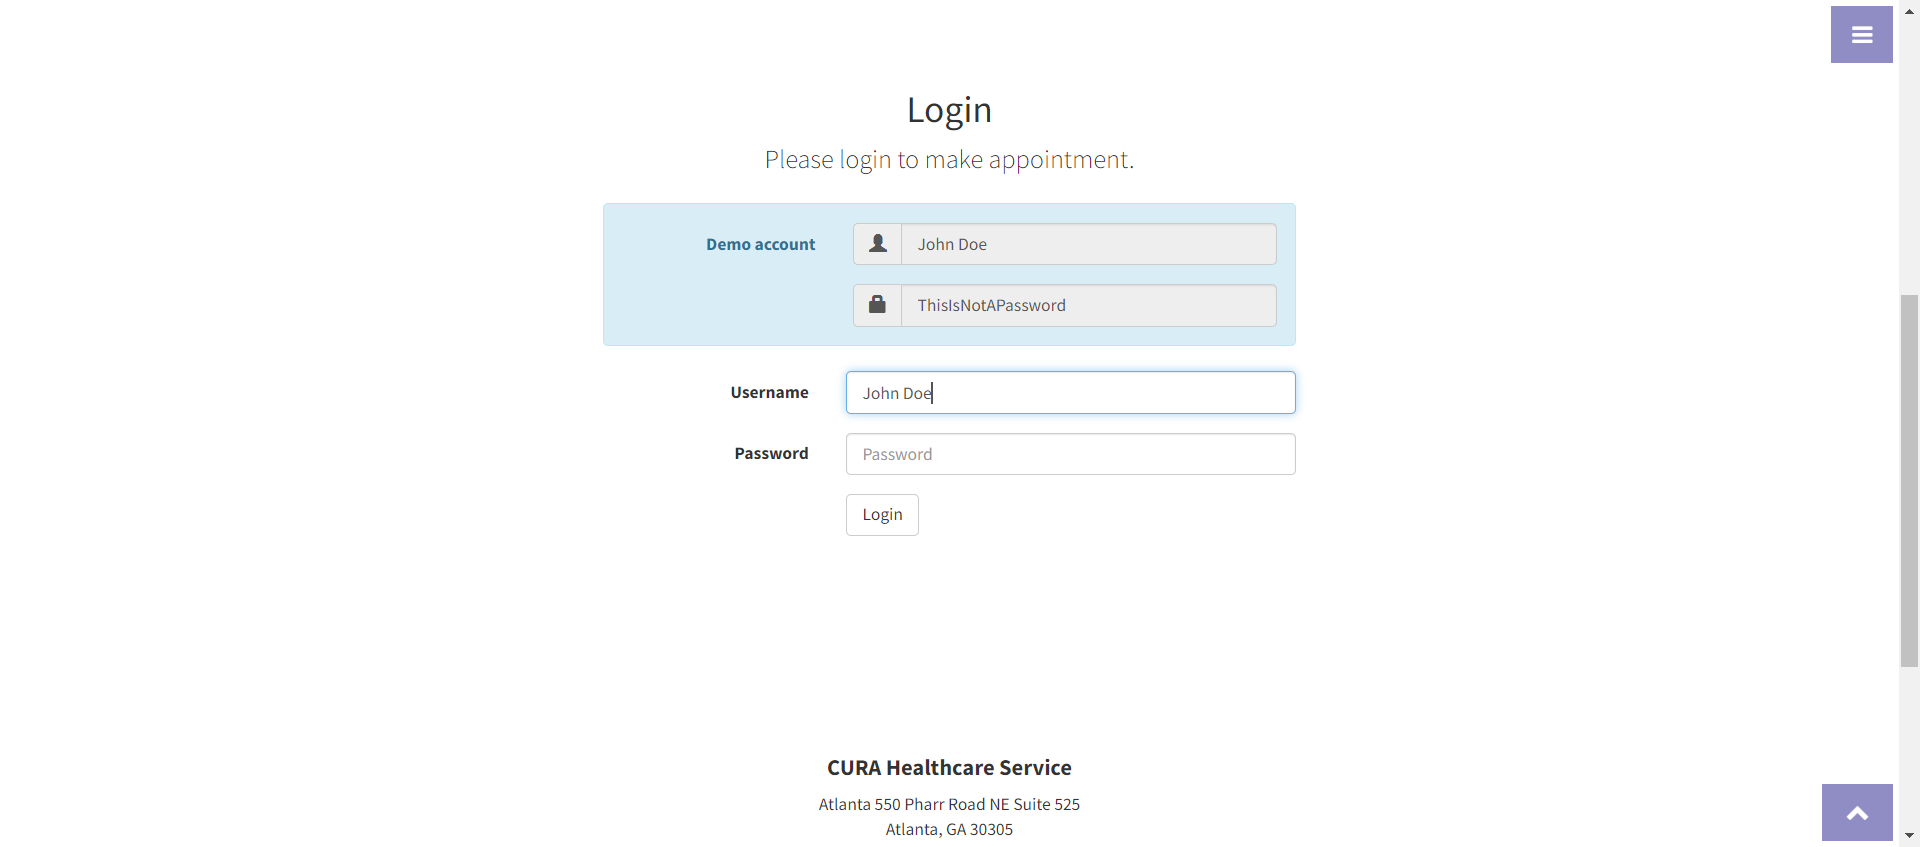 Login
Please login to make appointment.
Demo account
John Doe
ThisIsNotAPassword
Username
John Doe
Password
Password
Login
CURA Healthcare Service
Atlanta 550 Pharr Road NE Suite 525
Atlanta, GA 30305